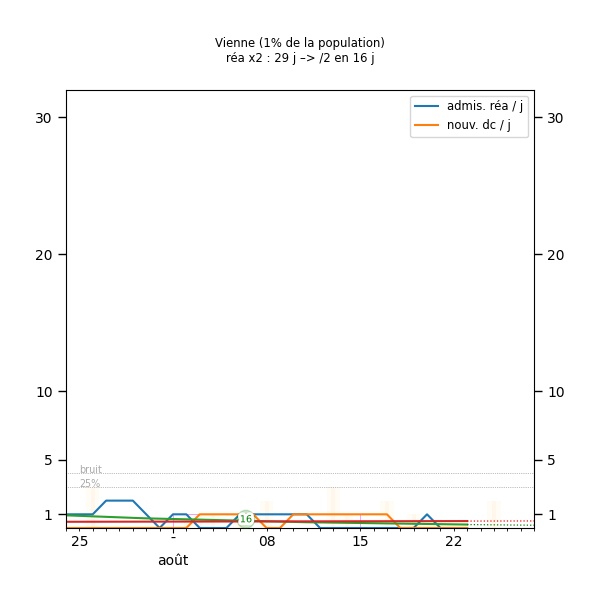 Vienne (1% de la population)
réa x2 : 29 j –> /2 en 16 j
admis. réa / j
nouv. dc / j
30 30
20 20
10 10
5 5
bruit
25%
1 16 1
25 - 08 15 22
août